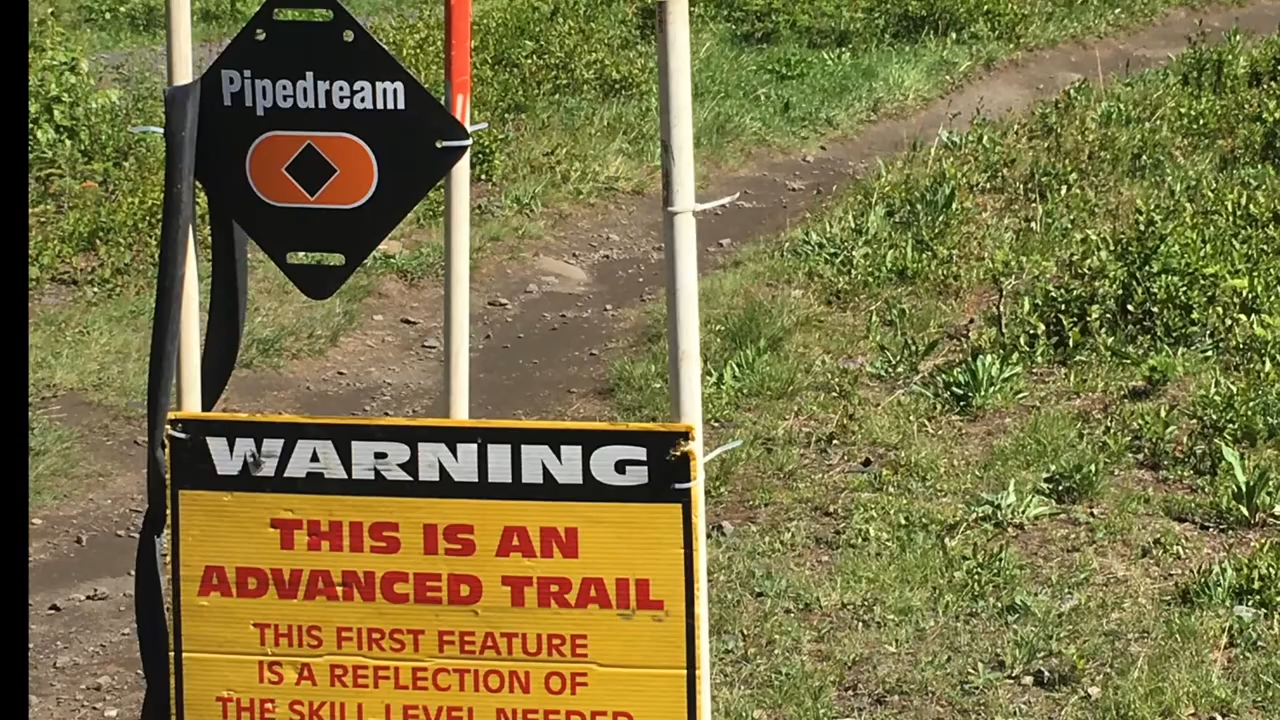 Pipedream
WARNING
THIS IS AN
ADVANCED TRAIL
THIS FIRST FEATURE
IS A REFLECTION OF
THE SKILL LEVEL NEEDED